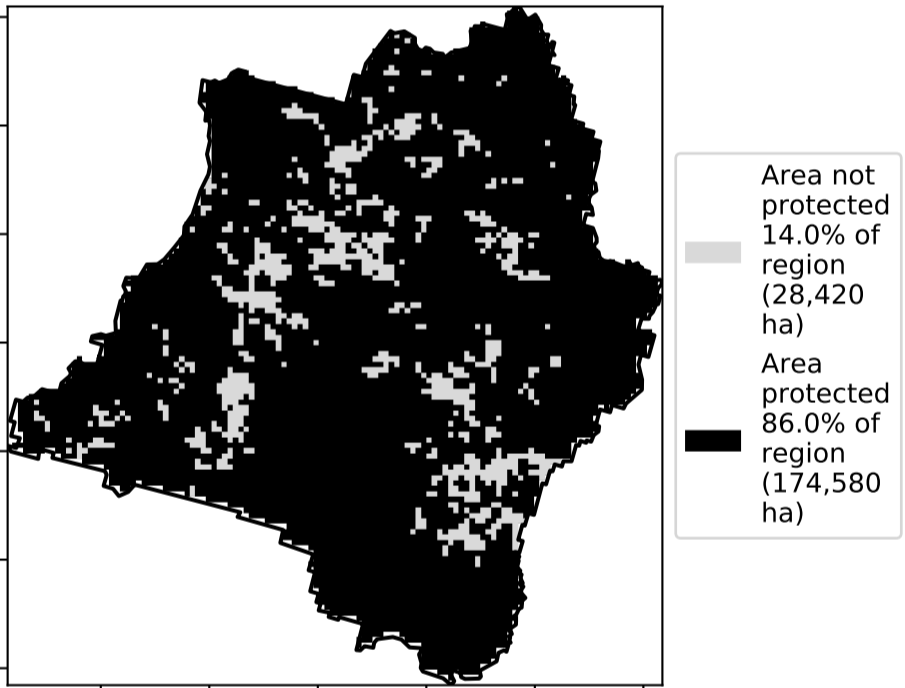 Area not
protected
14.0% of
region
(28,420
ha)
Area
protected
86.0% of
region
(174,580
ha)